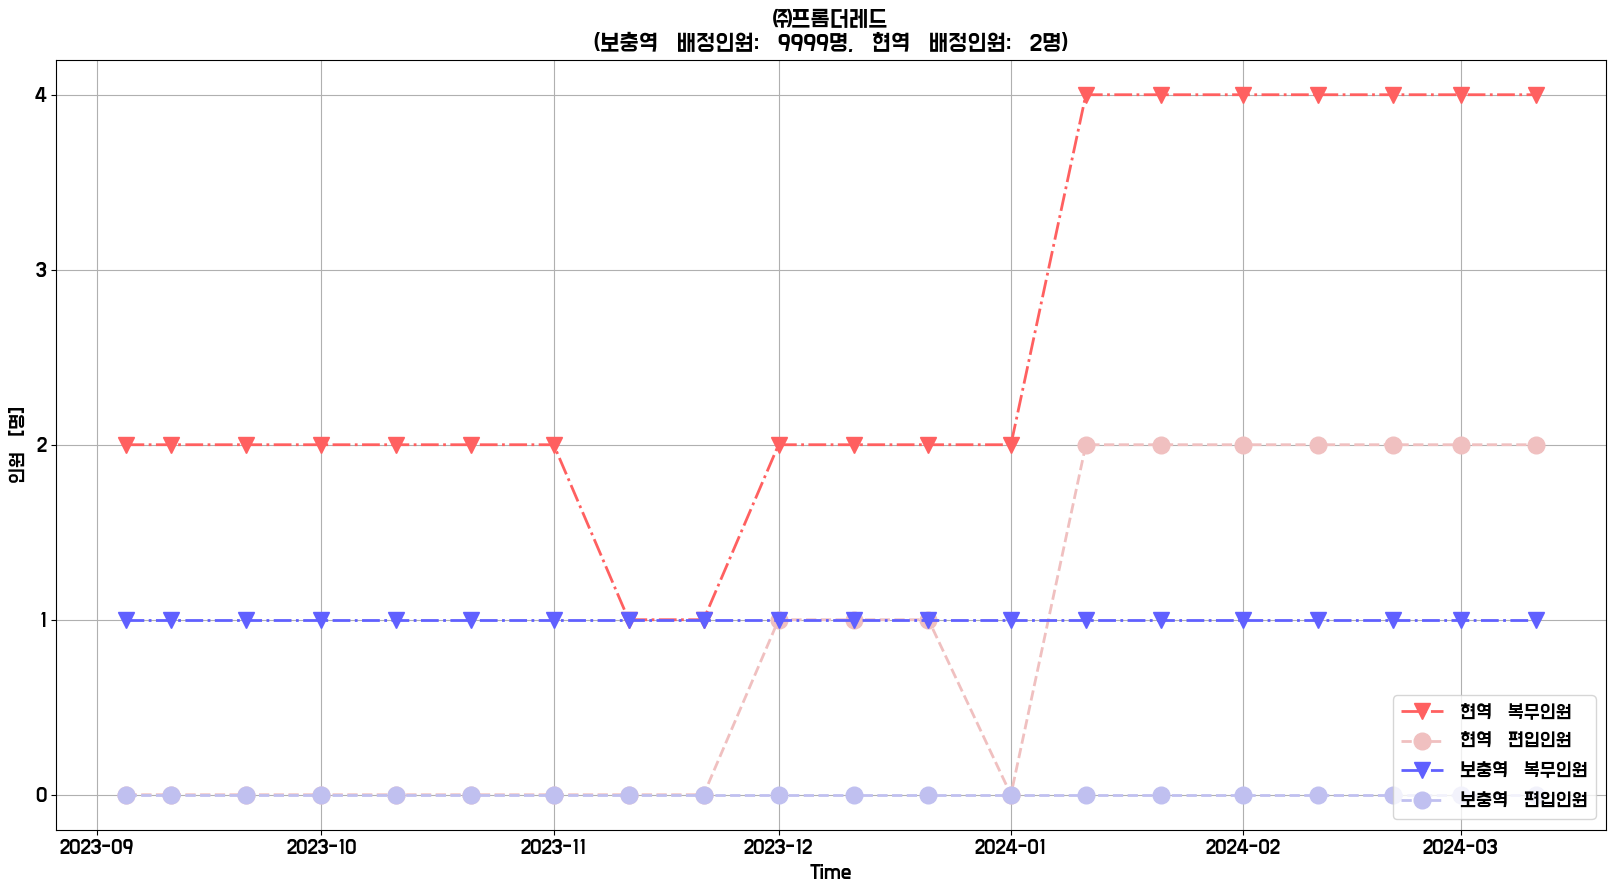 ㈜프롬더레드
(보충역 배정인원: 9999명, 현역 배정인원: 2명)
인원 [명]
4
3
2
1
0
2023-09 2023-10 2023-11 2023-12 2024-01 2024-02 2024-03
Time
현역 복무인원
현역 편입인원
보충역 복무인원
보충역 편입인원